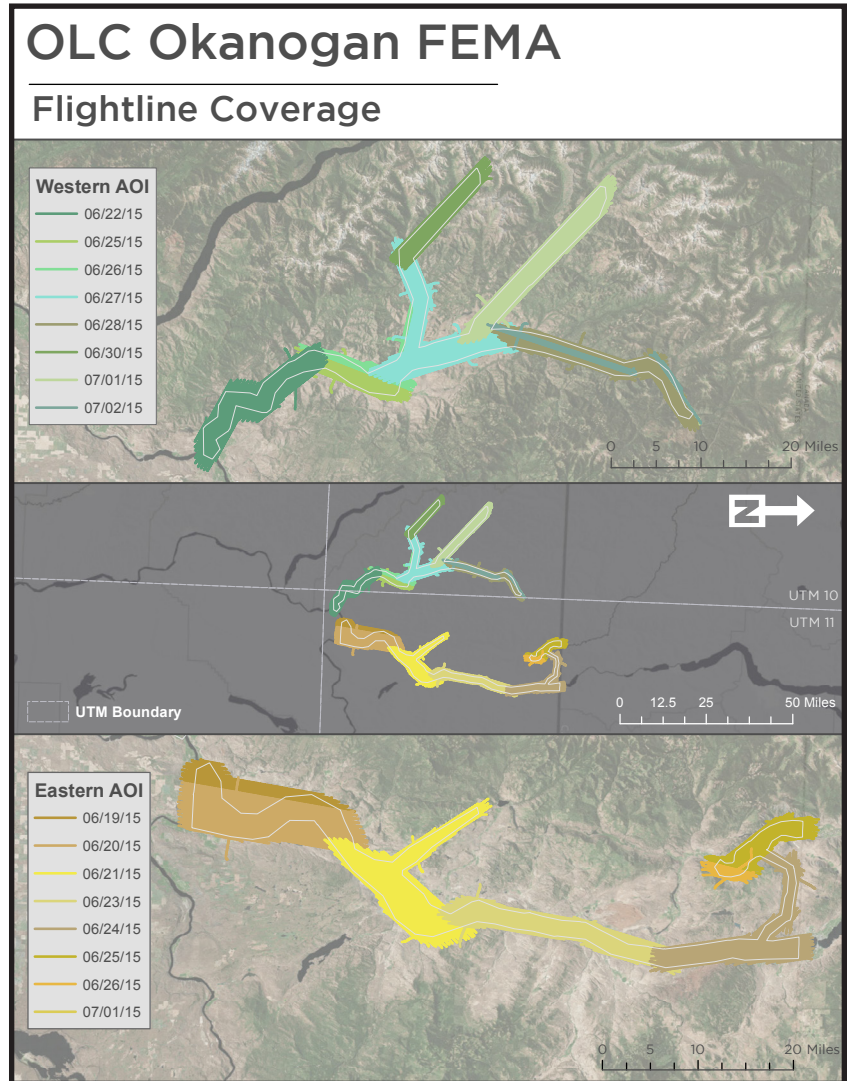 OLC Okanogan FEMA
Flightline Coverage
Western AOI
06/22/15
06/25/15
06/26/15
06/27/15
06/28/15
06/30/15
07/01/15
07/02/15
0 5 10 20 Miles
N
UTM 10
UTM 11
UTM Boundary
0 12.5 25 50 Miles
Eastern AOI
06/19/15
06/20/15
06/21/15
06/23/15
06/24/15
06/25/15
06/26/15
07/01/15
0 5 10 20 Miles